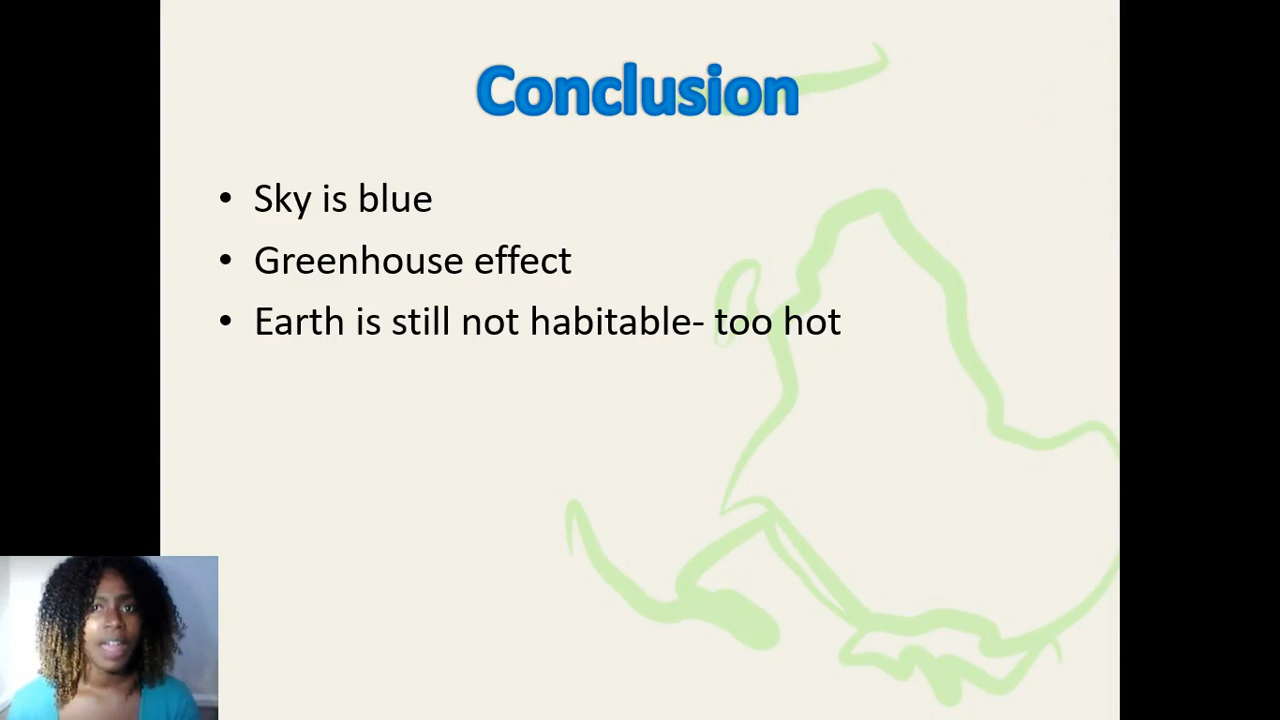 Conclusion
• Sky is blue
• Greenhouse effect
• Earth is still not habitable- too hot